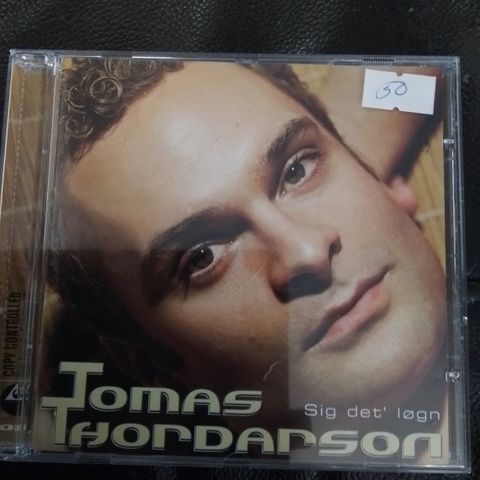 50
COPY CONTROLLED
Sig det' løgn
TOMAS
THORDARSON